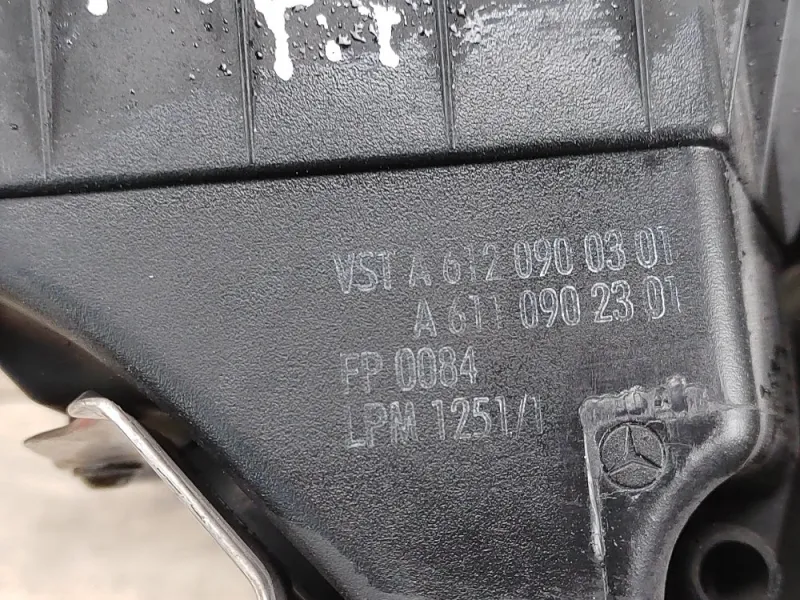 VST A 612 090 03 01
A 611 090 23 01
FP 0084
LPM 1251/1